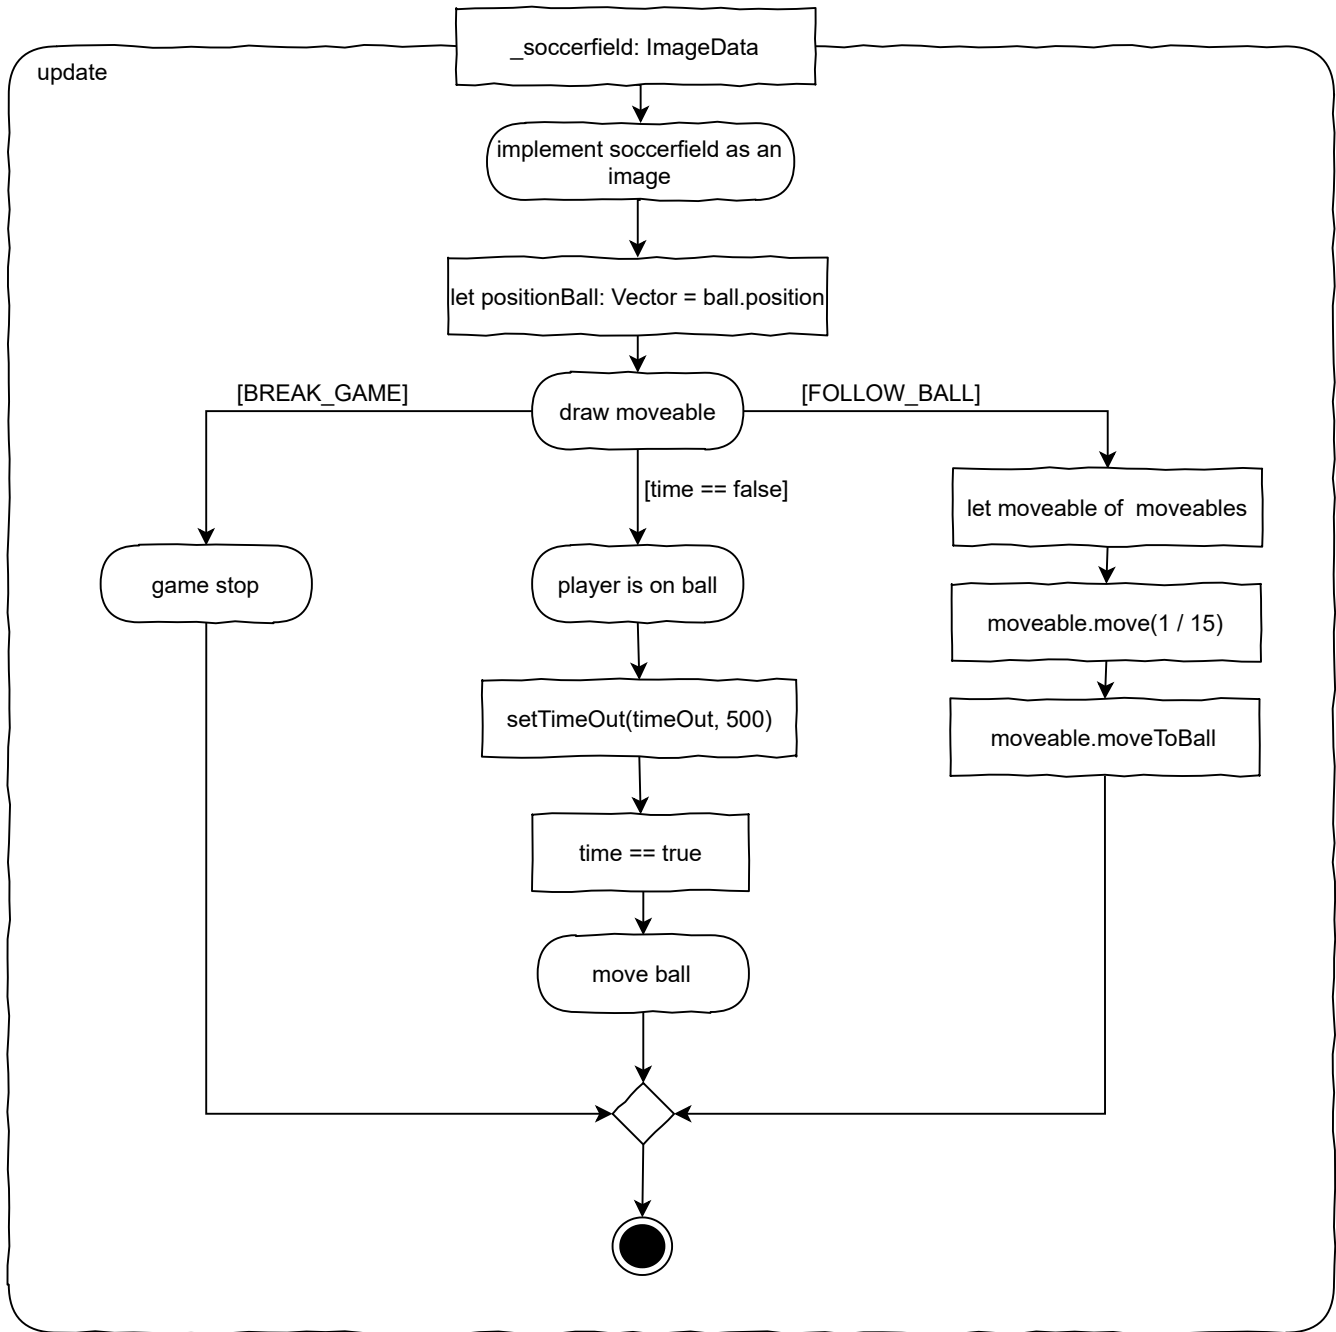 _soccerfield: ImageData
update
implement soccerfield as an
image
let positionBall: Vector = ball.position
[BREAK_GAME]
draw moveable
[FOLLOW_BALL]
[time == false]
let moveable of  moveables
game stop
player is on ball
moveable.move(1 / 15)
setTimeOut(timeOut, 500)
moveable.moveToBall
time == true
move ball